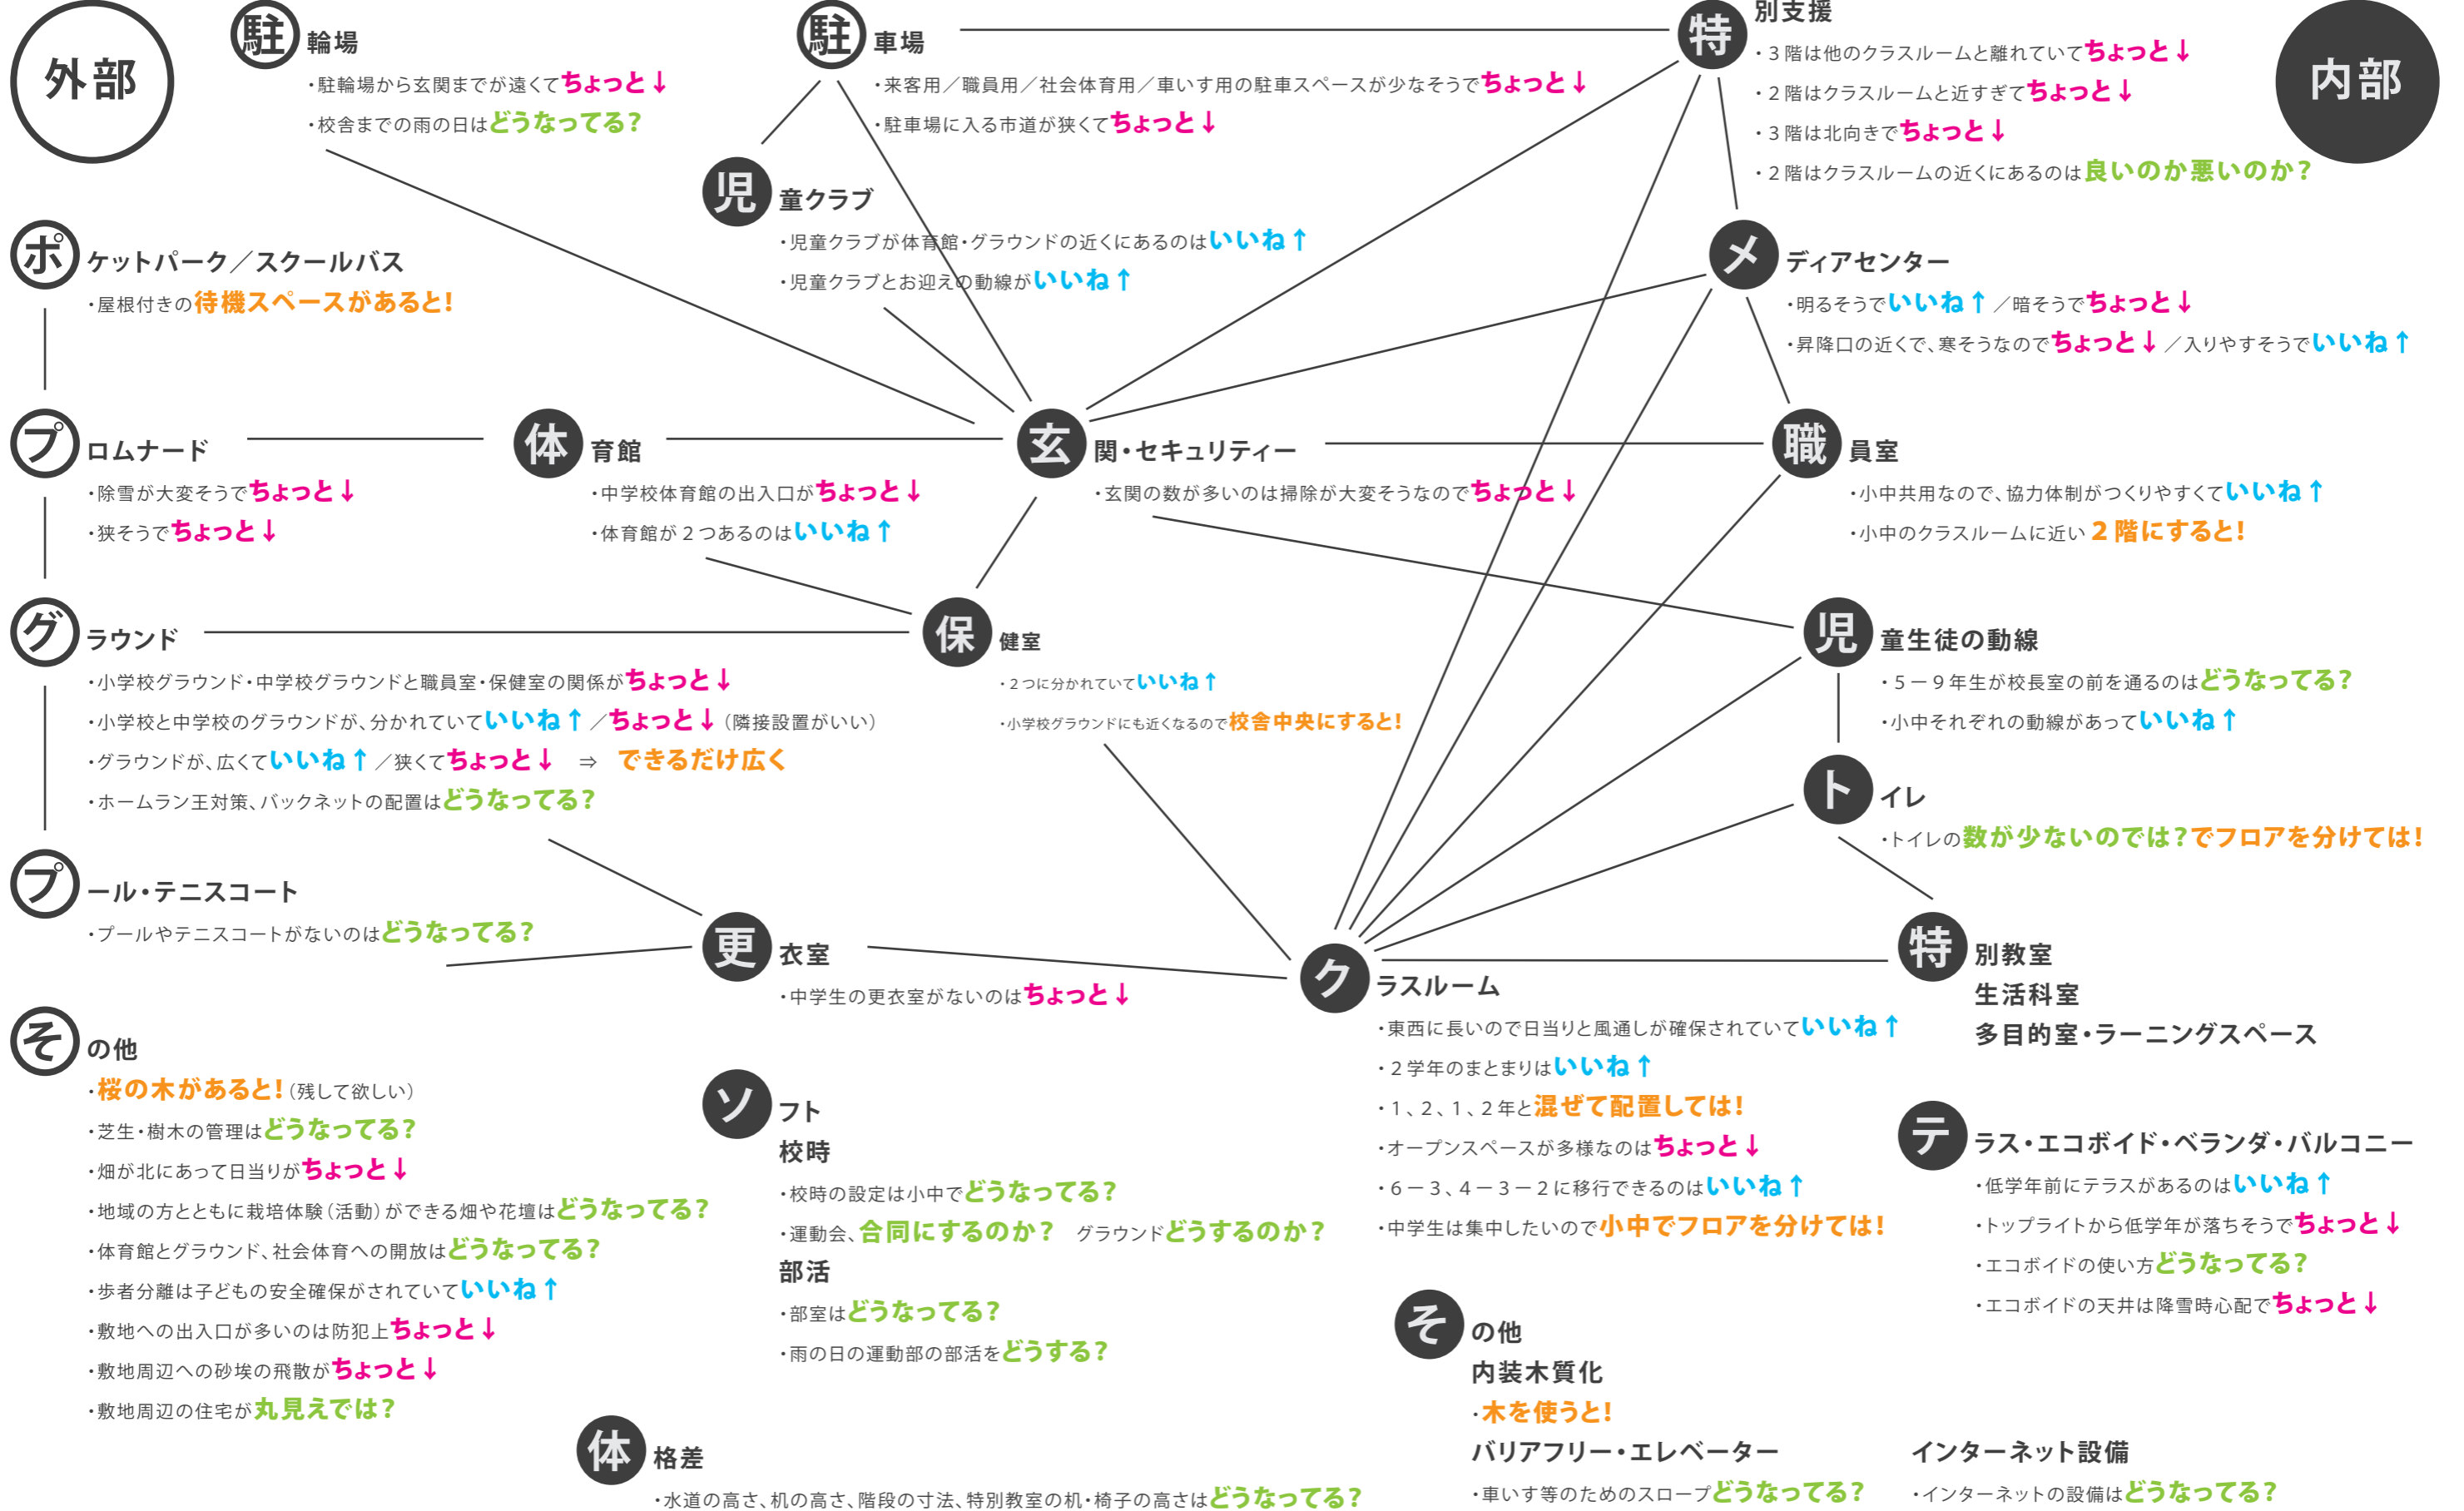 外部
駐輪場
・駐輪場から玄関までが遠くてちょっと↓
・校舎までの雨の日はどうなってる？
駐車場
・来客用／職員用／社会体育用／車いす用の駐車スペースが少なそうでちょっと↓
・駐車場に入る市道が狭くてちょっと↓
特別支援
・３階は他のクラスルームと離れていてちょっと↓
・２階はクラスルームと近すぎてちょっと↓
・３階は北向きでちょっと↓
・２階はクラスルームの近くにあるのは良いのか悪いのか？
内部
児童クラブ
・児童クラブが体育館・グラウンドの近くにあるのはいいね↑
・児童クラブとお迎えの動線がいいね↑
ポケットパーク／スクールバス
・屋根付きの待機スペースがあると！
メディアセンター
・明るそうでいいね↑／暗そうでちょっと↓
・昇降口の近くで、寒そうなのでちょっと↓／入りやすそうでいいね↑
プロムナード
・除雪が大変そうでちょっと↓
・狭そうでちょっと↓
体育館
・中学校体育館の出入口がちょっと↓
・体育館が２つあるのはいいね↑
玄関・セキュリティー
・玄関の数が多いのは掃除が大変そうなのでちょっと↓
職員室
・小中共用なので、協力体制がつくりやすくていいね↑
・小中のクラスルームに近い２階にすると！
グラウンド
・小学校グラウンド・中学校グラウンドと職員室・保健室の関係がちょっと↓
・小学校と中学校のグラウンドが、分かれていていいね↑／ちょっと↓（隣接設置がいい）
・グラウンドが、広くていいね↑／狭くてちょっと↓　⇒　できるだけ広く
・ホームラン王対策、バックネットの配置はどうなってる？
保健室
・２つに分かれていていいね↑
・小学校グラウンドにも近くなるので校舎中央にすると！
児童生徒の動線
・５－９年生が校長室の前を通るのはどうなってる？
・小中それぞれの動線があっていいね↑
トイレ
・トイレの数が少ないのでは？でフロアを分けては！
プール・テニスコート
・プールやテニスコートがないのはどうなってる？
更衣室
・中学生の更衣室がないのはちょっと↓
クラスルーム
・東西に長いので日当りと風通しが確保されていていいね↑
・２学年のまとまりはいいね↑
・１、２、１、２年と混ぜて配置しては！
・オープンスペースが多様なのはちょっと↓
・６－３、４－３－２に移行できるのはいいね↑
・中学生は集中したいので小中でフロアを分けては！
特別教室
生活科室
多目的室・ラーニングスペース
その他
・桜の木があると！（残して欲しい）
・芝生・樹木の管理はどうなってる？
・畑が北にあって日当りがちょっと↓
・地域の方とともに栽培体験（活動）ができる畑や花壇はどうなってる？
・体育館とグラウンド、社会体育への開放はどうなってる？
・歩者分離は子どもの安全確保がされていていいね↑
・敷地への出入口が多いのは防犯上ちょっと↓
・敷地周辺への砂埃の飛散がちょっと↓
・敷地周辺の住宅が丸見えでは？
ソフト
校時
・校時の設定は小中でどうなってる？
・運動会、合同にするのか？　グラウンドどうするのか？
部活
・部室はどうなってる？
・雨の日の運動部の部活をどうする？
テラス・エコボイド・ベランダ・バルコニー
・低学年前にテラスがあるのはいいね↑
・トップライトから低学年が落ちそうでちょっと↓
・エコボイドの使い方どうなってる？
・エコボイドの天井は降雪時心配でちょっと↓
その他
内装木質化
・木を使うと！
バリアフリー・エレベーター
・車いす等のためのスロープどうなってる？
インターネット設備
・インターネットの設備はどうなってる？
体格差
・水道の高さ、机の高さ、階段の寸法、特別教室の机・椅子の高さはどうなってる？